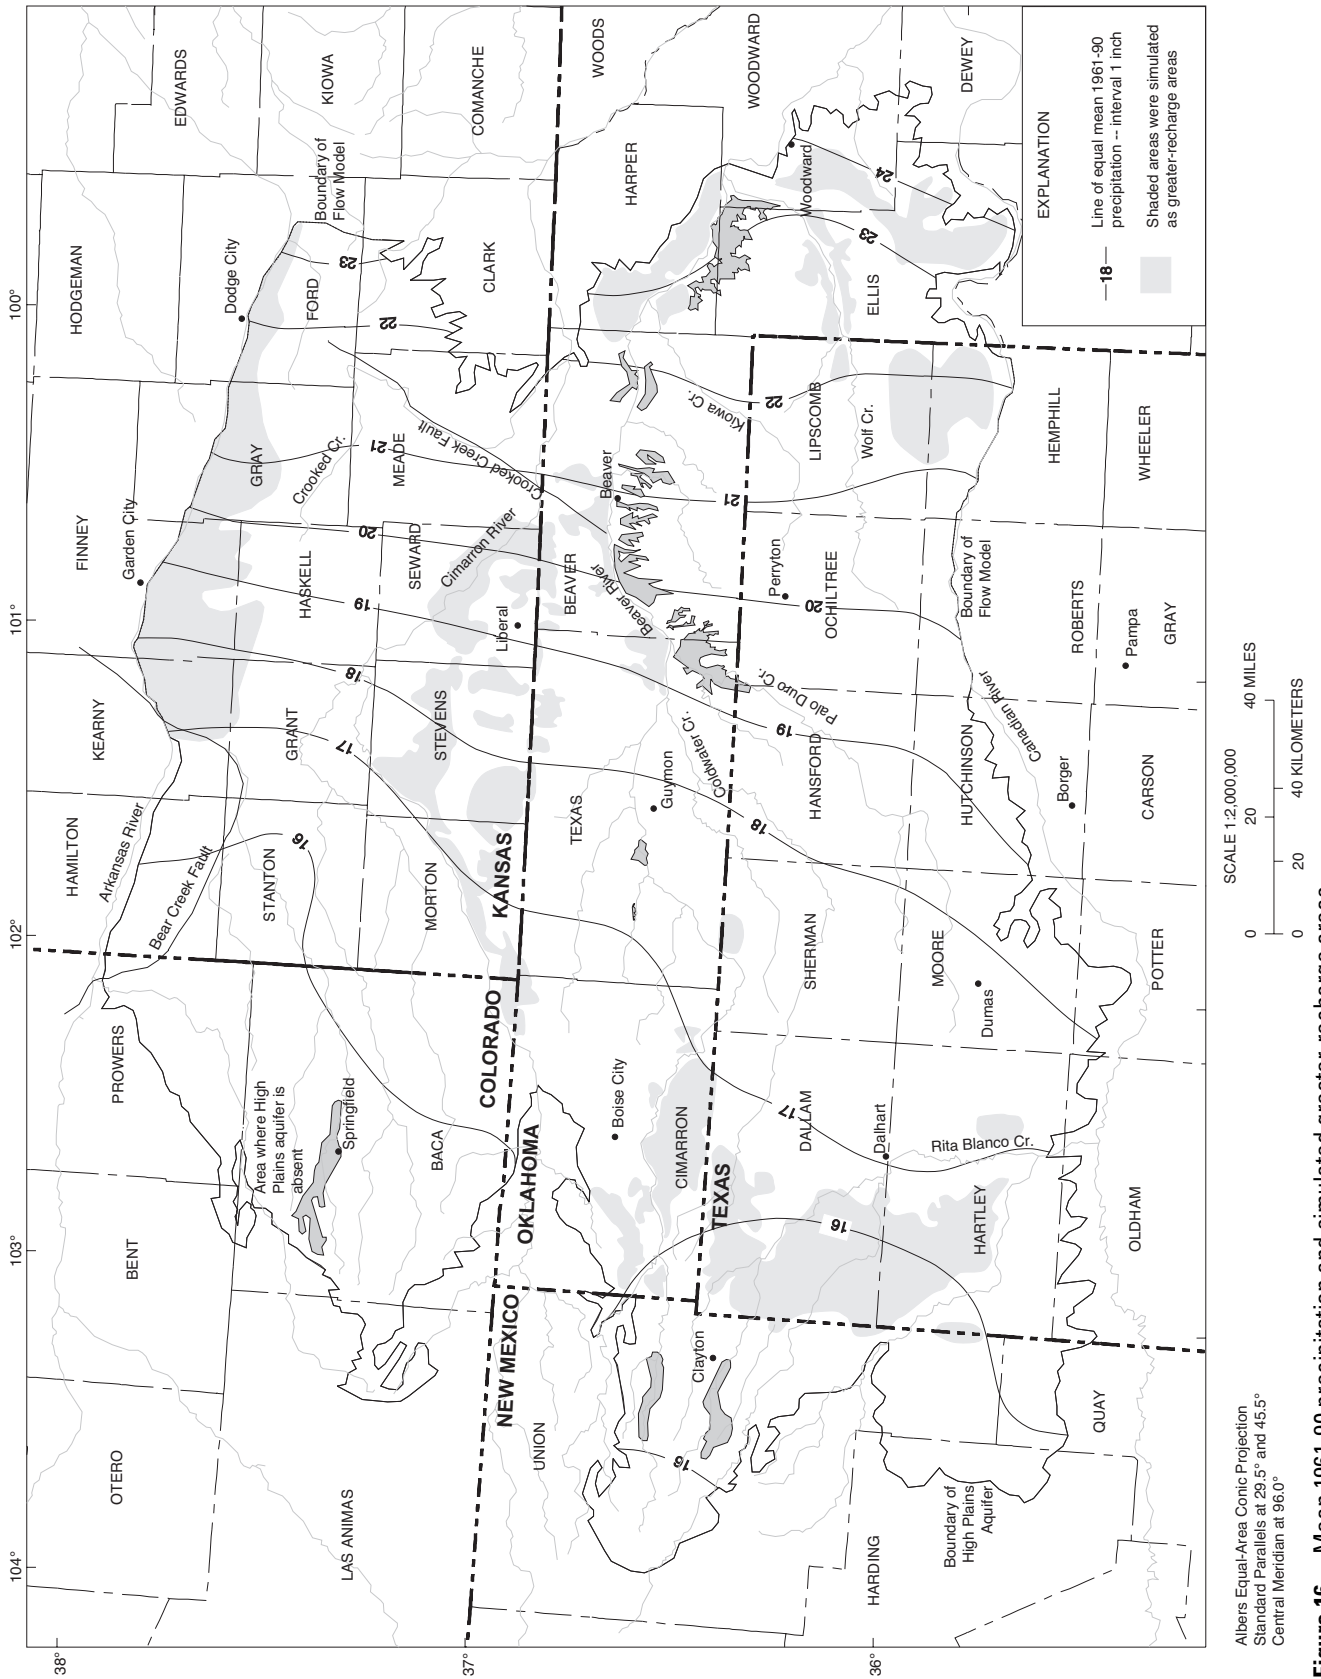 104°
103°
102°
101°
100°
38°
37°
36°
OTERO
BENT
PROWERS
HAMILTON
KEARNY
FINNEY
HODGEMAN
EDWARDS
Arkansas River
Bear Creek Fault
Garden City
Dodge City
Boundary of
Flow Model
KIOWA
LAS ANIMAS
Area where High
Plains aquifer is
absent
Springfield
STANTON
GRANT
HASKELL
GRAY
FORD
Crooked Cr.
16
17
18
19
20
21
22
23
BACA
MORTON
STEVENS
SEWARD
MEADE
CLARK
COMANCHE
Cimarron River
Crooked Creek Fault
Liberal
COLORADO
KANSAS
NEW MEXICO
OKLAHOMA
UNION
Boise City
TEXAS
BEAVER
Beaver
HARPER
WOODS
Beaver River
Guymon
CIMARRON
Clayton
Coldwater Cr.
Palo Duro Cr.
Kiowa Cr.
WOODWARD
Woodward
TEXAS
16
16
17
18
19
20
21
22
23
24
DALLAM
SHERMAN
HANSFORD
Perryton
OCHILTREE
LIPSCOMB
Wolf Cr.
ELLIS
DEWEY
HARDING
Dalhart
Rita Blanco Cr.
HARTLEY
MOORE
Dumas
HUTCHINSON
Canadian River
Boundary of
Flow Model
Boundary of
High Plains
Aquifer
QUAY
OLDHAM
POTTER
Borger
CARSON
ROBERTS
Pampa
GRAY
HEMPHILL
WHEELER
EXPLANATION
18
Line of equal mean 1961-90
precipitation -- interval 1 inch
Shaded areas were simulated
as greater-recharge areas
Albers Equal-Area Conic Projection
Standard Parallels at 29.5° and 45.5°
Central Meridian at 96.0°
SCALE 1:2,000,000
0 20 40 MILES
0 20 40 KILOMETERS
Figure 16. Mean 1961-90 precipitation and simulated greater-recharge areas.